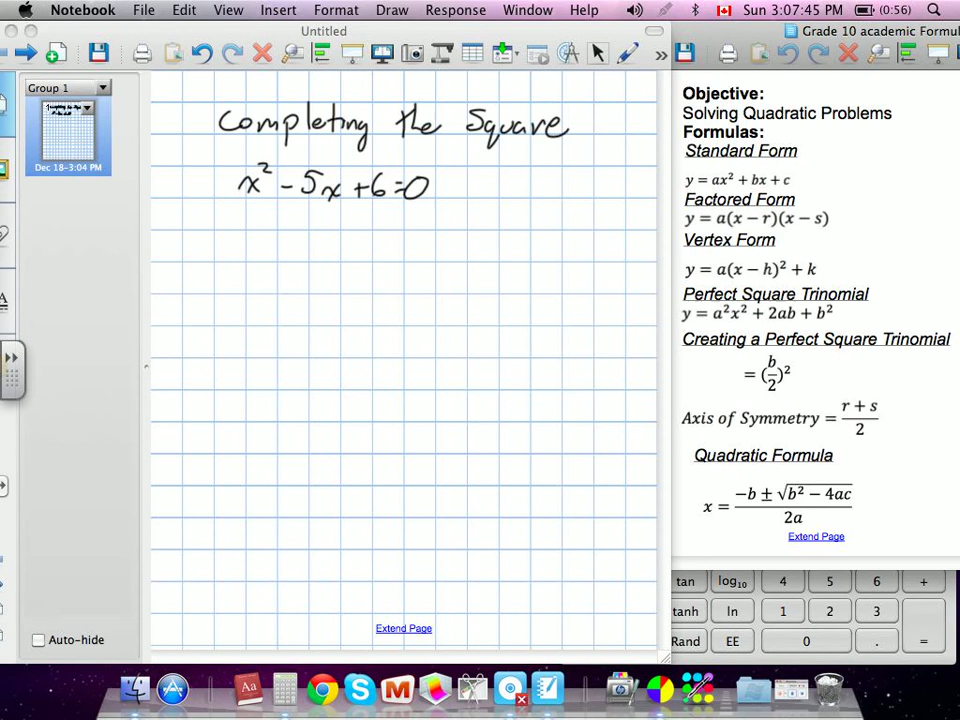 Notebook File Edit View Insert Format Draw Response Window Help Sun 3:07:45 PM (0:56)
Untitled
Grade 10 academic Formul
Group 1
Dec 18-3:04 PM
Completing the Square
x² - 5x + 6 = 0
Extend Page
Auto-hide
Objective:
Solving Quadratic Problems
Formulas:
Standard Form
y = ax² + bx + c
Factored Form
y = a(x − r)(x − s)
Vertex Form
y = a(x − h)² + k
Perfect Square Trinomial
y = a²x² + 2ab + b²
Creating a Perfect Square Trinomial
= (b/2)²
Axis of Symmetry = r + s / 2
Quadratic Formula
x = −b ± √b² − 4ac / 2a
Extend Page
tan log₁₀ 4 5 6 +
tanh ln 1 2 3
Rand EE 0 . =
Aa